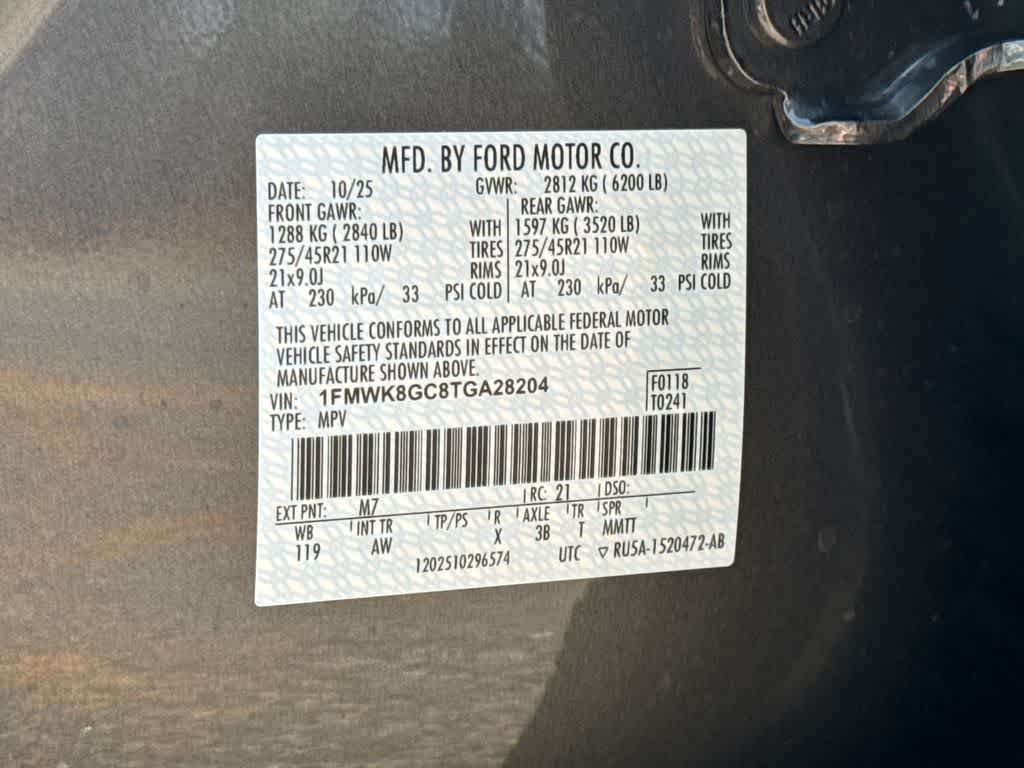 MFD. BY FORD MOTOR CO.
DATE: 10/25 GVWR: 2812 KG ( 6200 LB)
FRONT GAWR: REAR GAWR:
1288 KG ( 2840 LB) WITH 1597 KG ( 3520 LB) WITH
275/45R21 110W TIRES 275/45R21 110W TIRES
21x9.0J RIMS 21x9.0J RIMS
AT 230 kPa/ 33 PSI COLD AT 230 kPa/ 33 PSI COLD
THIS VEHICLE CONFORMS TO ALL APPLICABLE FEDERAL MOTOR
VEHICLE SAFETY STANDARDS IN EFFECT ON THE DATE OF
MANUFACTURE SHOWN ABOVE.
VIN: 1FMWK8GC8TGA28204 F0118
TYPE: MPV T0241
EXT PNT: M7 RC: 21 DSO:
WB INT TR TP/PS R AXLE TR SPR
119 AW X 3B T MMTT
1202510296574 UTC ▽ RU5A-1520472-AB